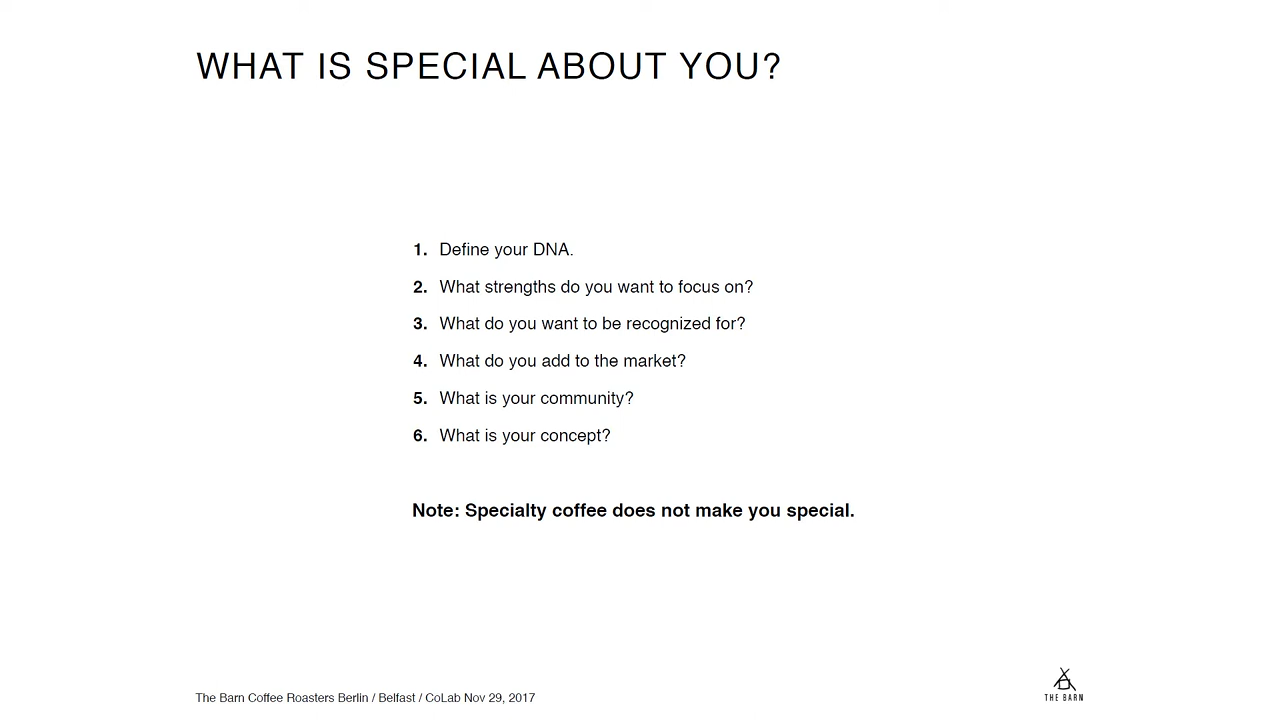 WHAT IS SPECIAL ABOUT YOU?
1. Define your DNA.
2. What strengths do you want to focus on?
3. What do you want to be recognized for?
4. What do you add to the market?
5. What is your community?
6. What is your concept?
Note: Specialty coffee does not make you special.
The Barn Coffee Roasters Berlin / Belfast / CoLab Nov 29, 2017
THE BARN